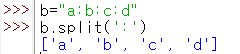 >>> b="a:b:c:d"
>>> b.split(':')
['a', 'b', 'c', 'd']